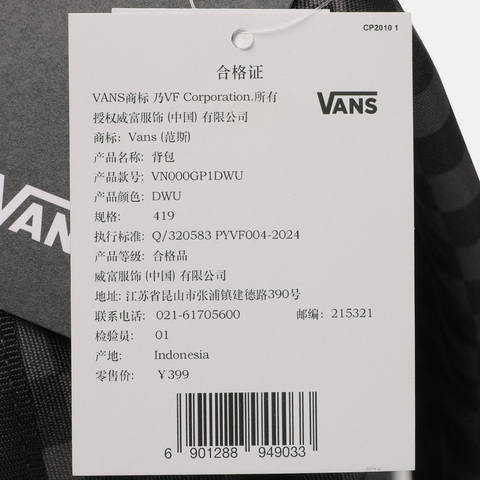 CP2010 1
合格证
VANS商标 乃VF Corporation.所有
VANS
授权威富服饰 (中国) 有限公司
商标: Vans (范斯)
产品名称: 背包
产品款号: VN000GP1DWU
产品颜色: DWU
规格: 419
执行标准: Q/320583 PYVF004-2024
产品等级: 合格品
威富服饰 (中国) 有限公司
地址: 江苏省昆山市张浦镇建德路390号
联系电话: 021-61705600 邮编: 215321
检验员: 01
产地: Indonesia
零售价: ￥399
6 901288 949033
VANS